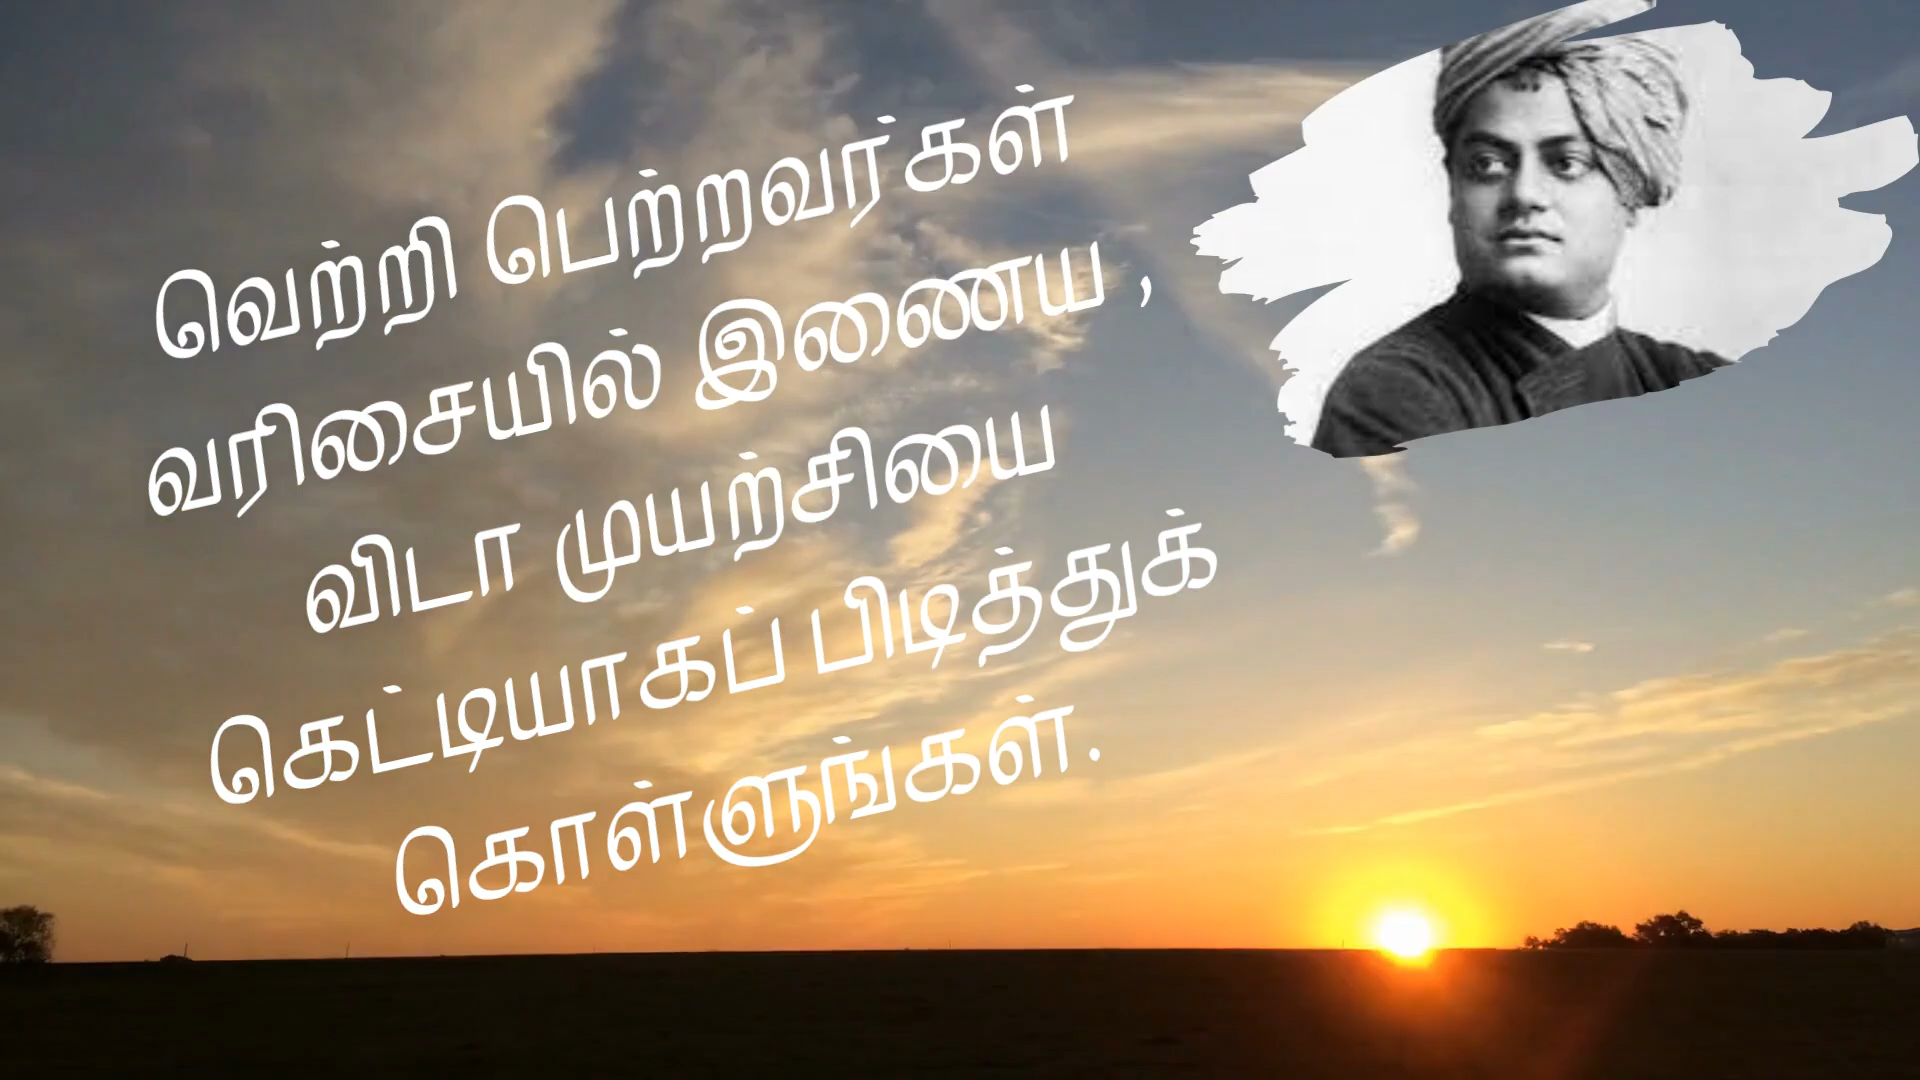 வெற்றி பெற்றவர்கள்
வரிசையில் இணைய ,
விடா முயற்சியை
கெட்டியாகப் பிடித்துக்
கொள்ளுங்கள்.